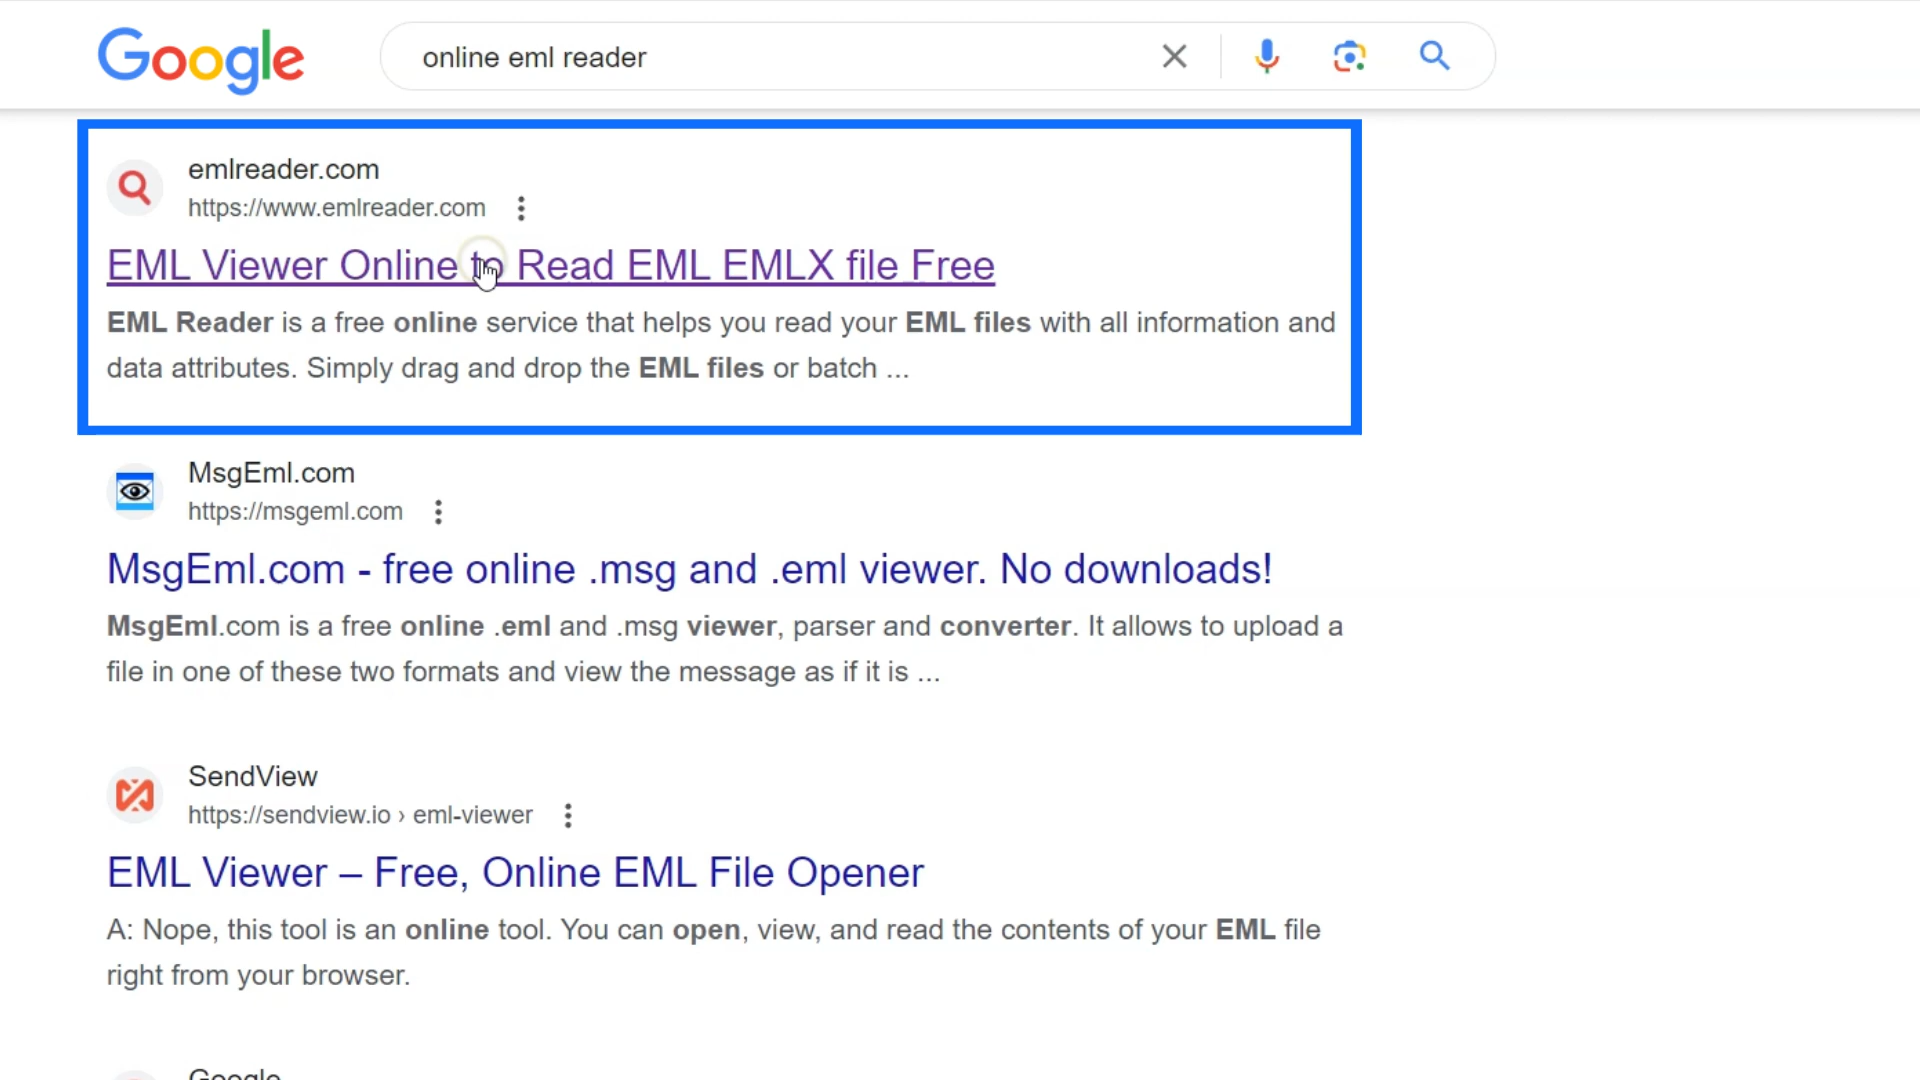 Google
online eml reader
emlreader.com
https://www.emlreader.com
EML Viewer Online to Read EML EMLX file Free
EML Reader is a free online service that helps you read your EML files with all information and
data attributes. Simply drag and drop the EML files or batch ...
MsgEml.com
https://msgeml.com
MsgEml.com - free online .msg and .eml viewer. No downloads!
MsgEml.com is a free online .eml and .msg viewer, parser and converter. It allows to upload a
file in one of these two formats and view the message as if it is ...
SendView
https://sendview.io › eml-viewer
EML Viewer – Free, Online EML File Opener
A: Nope, this tool is an online tool. You can open, view, and read the contents of your EML file
right from your browser.
Google